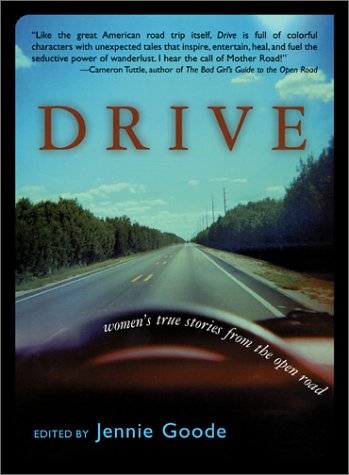 “Like the great American road trip itself, Drive is full of colorful
characters with unexpected tales that inspire, entertain, heal, and fuel the
seductive power of wanderlust. I hear the call of Mother Road!”
—Cameron Tuttle, author of The Bad Girl's Guide to the Open Road
DRIVE
women's true stories from the open road
EDITED BY Jennie Goode